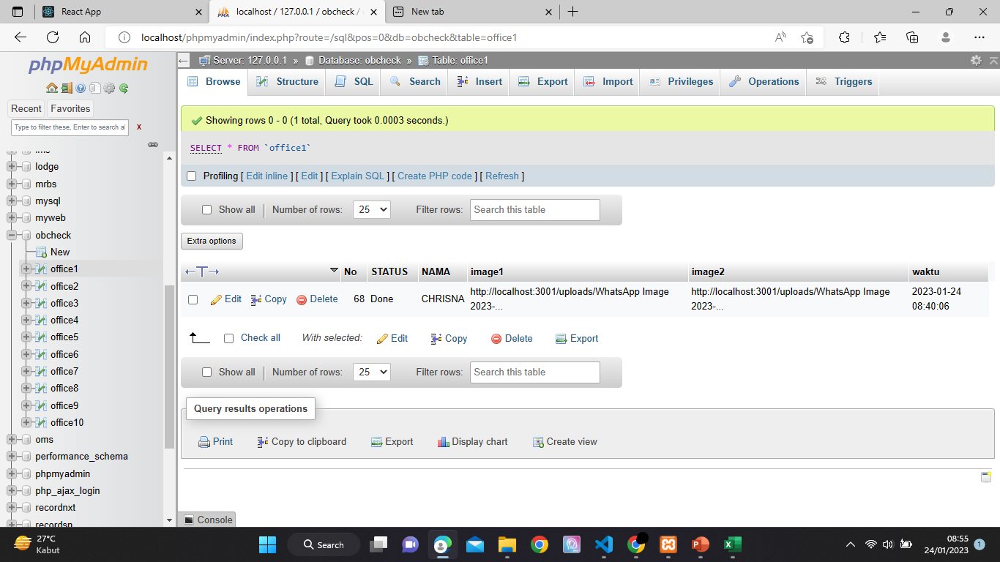 React App
localhost / 127.0.0.1 / obcheck /
New tab
localhost/phpmyadmin/index.php?route=/sql&pos=0&db=obcheck&table=office1
phpMyAdmin
Recent
Favorites
Type to filter these, Enter to search al
x
lms
lodge
mrbs
mysql
myweb
obcheck
New
office1
office2
office3
office4
office5
office6
office7
office8
office9
office10
oms
performance_schema
phpmyadmin
php_ajax_login
recordnxt
recordsn
Server: 127.0.0.1 » Database: obcheck » Table: office1
Browse Structure SQL Search Insert Export Import Privileges Operations Triggers
Showing rows 0 - 0 (1 total, Query took 0.0003 seconds.)
SELECT * FROM `office1`
Profiling [ Edit inline ] [ Edit ] [ Explain SQL ] [ Create PHP code ] [ Refresh ]
Show all Number of rows: 25 Filter rows: Search this table
Extra options
No STATUS NAMA image1 image2 waktu
Edit Copy Delete 68 Done CHRISNA http://localhost:3001/uploads/WhatsApp Image 2023-... http://localhost:3001/uploads/WhatsApp Image 2023-... 2023-01-24 08:40:06
Check all With selected: Edit Copy Delete Export
Show all Number of rows: 25 Filter rows: Search this table
Query results operations
Print Copy to clipboard Export Display chart Create view
Console
27°C
Kabut
Search
08:55
24/01/2023
1